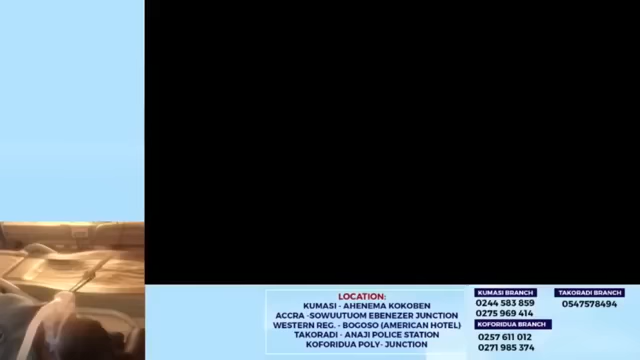 LOCATION:
KUMASI - AHENEMA KOKOBEN
ACCRA -SOWUUTUOM EBENEZER JUNCTION
WESTERN REG. - BOGOSO (AMERICAN HOTEL)
TAKORADI - ANAJI POLICE STATION
KOFORIDUA POLY- JUNCTION
KUMASI BRANCH
0244 583 859
0275 969 414
KOFORIDUA BRANCH
0257 611 012
0271 985 374
TAKORADI BRANCH
0547578494